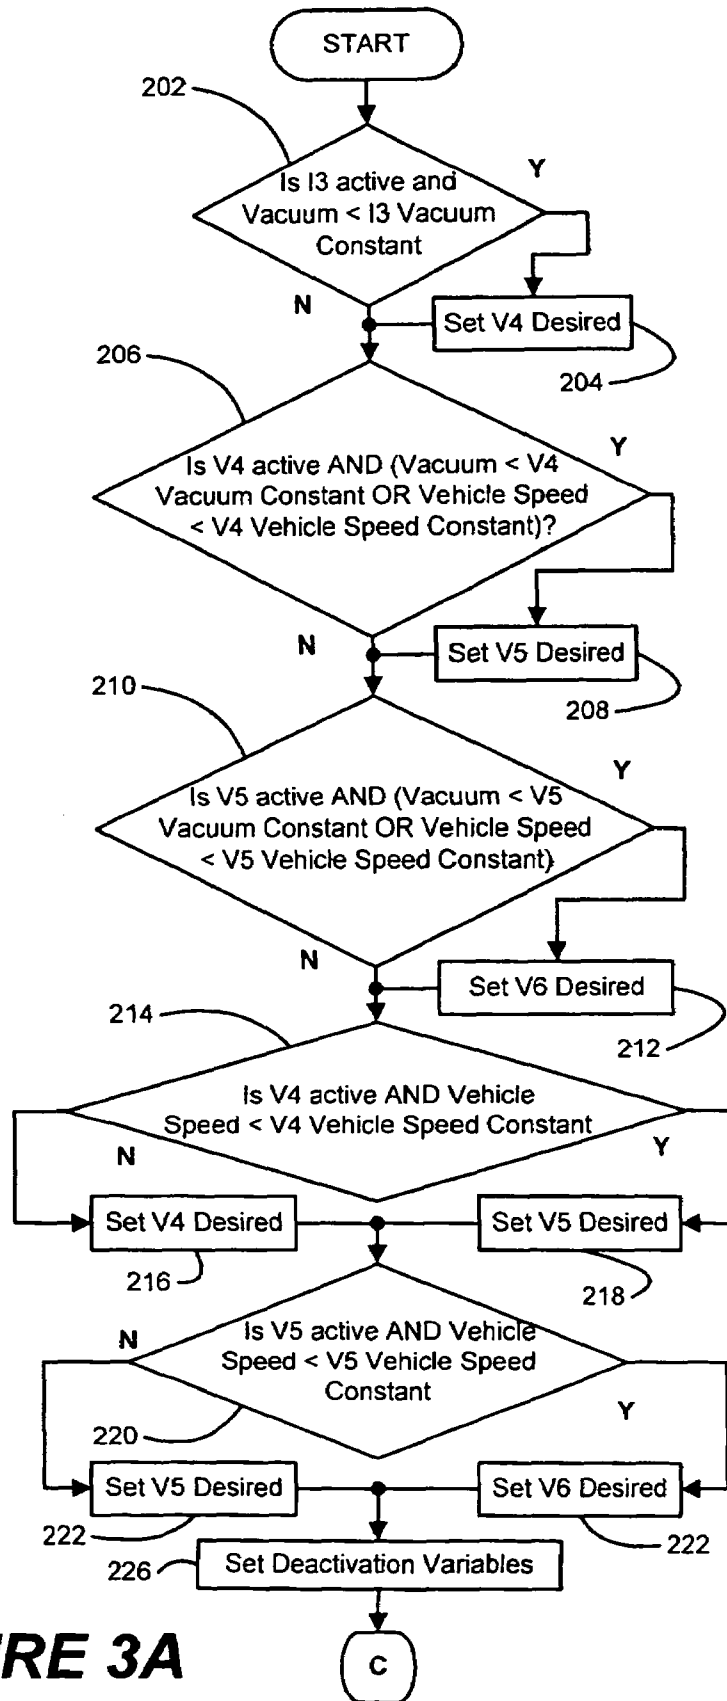 START
202
Is I3 active and
Vacuum < I3 Vacuum
Constant
Y
N
Set V4 Desired
204
206
Is V4 active AND (Vacuum < V4
Vacuum Constant OR Vehicle Speed
< V4 Vehicle Speed Constant)?
Y
N
Set V5 Desired
208
210
Is V5 active AND (Vacuum < V5
Vacuum Constant OR Vehicle Speed
< V5 Vehicle Speed Constant)
Y
N
Set V6 Desired
212
214
Is V4 active AND Vehicle
Speed < V4 Vehicle Speed Constant
N
Y
Set V4 Desired
Set V5 Desired
216
218
N
Is V5 active AND Vehicle
Speed < V5 Vehicle Speed
Constant
Y
220
Set V5 Desired
Set V6 Desired
222
222
226
Set Deactivation Variables
C
RE 3A